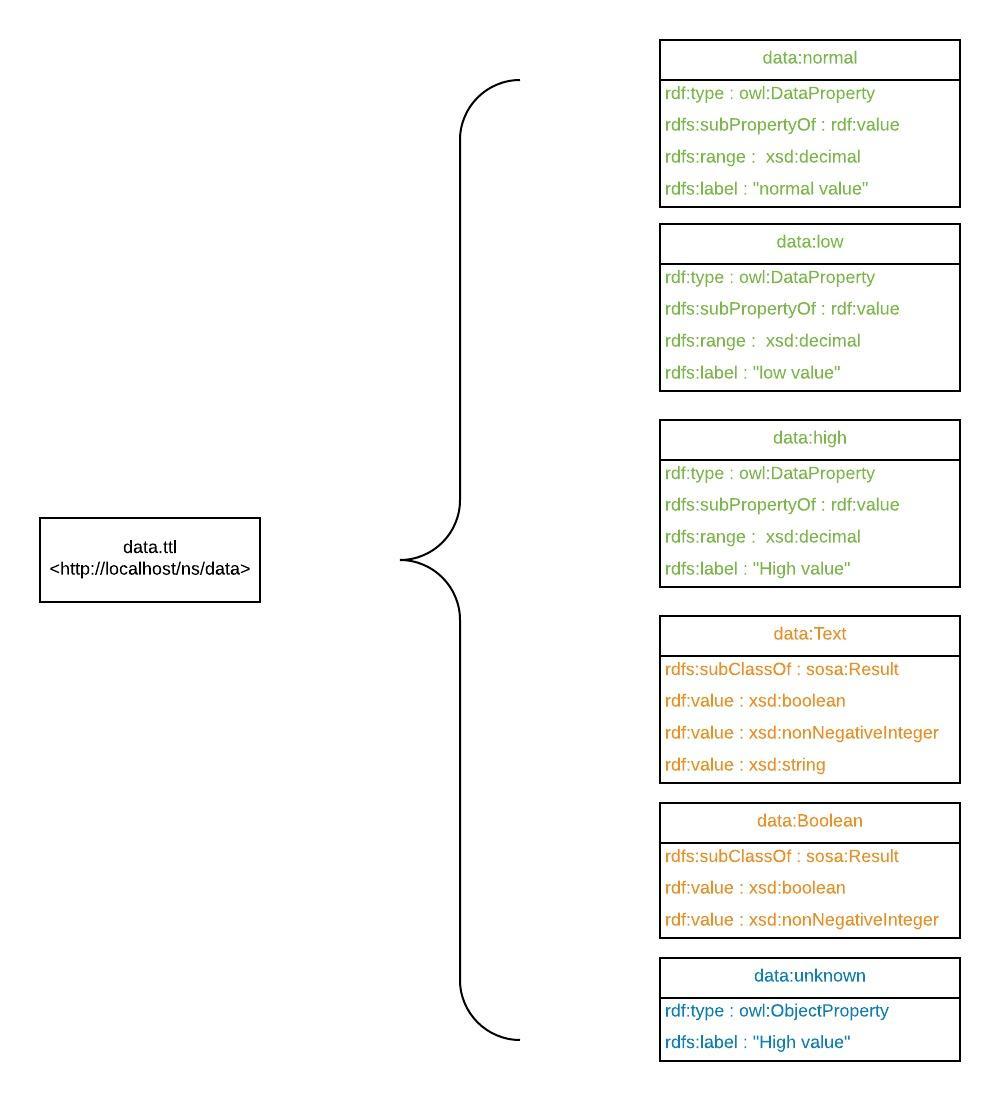 data.ttl
<http://localhost/ns/data>
data:normal
rdf:type : owl:DataProperty
rdfs:subPropertyOf : rdf:value
rdfs:range :  xsd:decimal
rdfs:label : "normal value"
data:low
rdf:type : owl:DataProperty
rdfs:subPropertyOf : rdf:value
rdfs:range :  xsd:decimal
rdfs:label : "low value"
data:high
rdf:type : owl:DataProperty
rdfs:subPropertyOf : rdf:value
rdfs:range :  xsd:decimal
rdfs:label : "High value"
data:Text
rdfs:subClassOf : sosa:Result
rdf:value : xsd:boolean
rdf:value : xsd:nonNegativeInteger
rdf:value : xsd:string
data:Boolean
rdfs:subClassOf : sosa:Result
rdf:value : xsd:boolean
rdf:value : xsd:nonNegativeInteger
data:unknown
rdf:type : owl:ObjectProperty
rdfs:label : "High value"